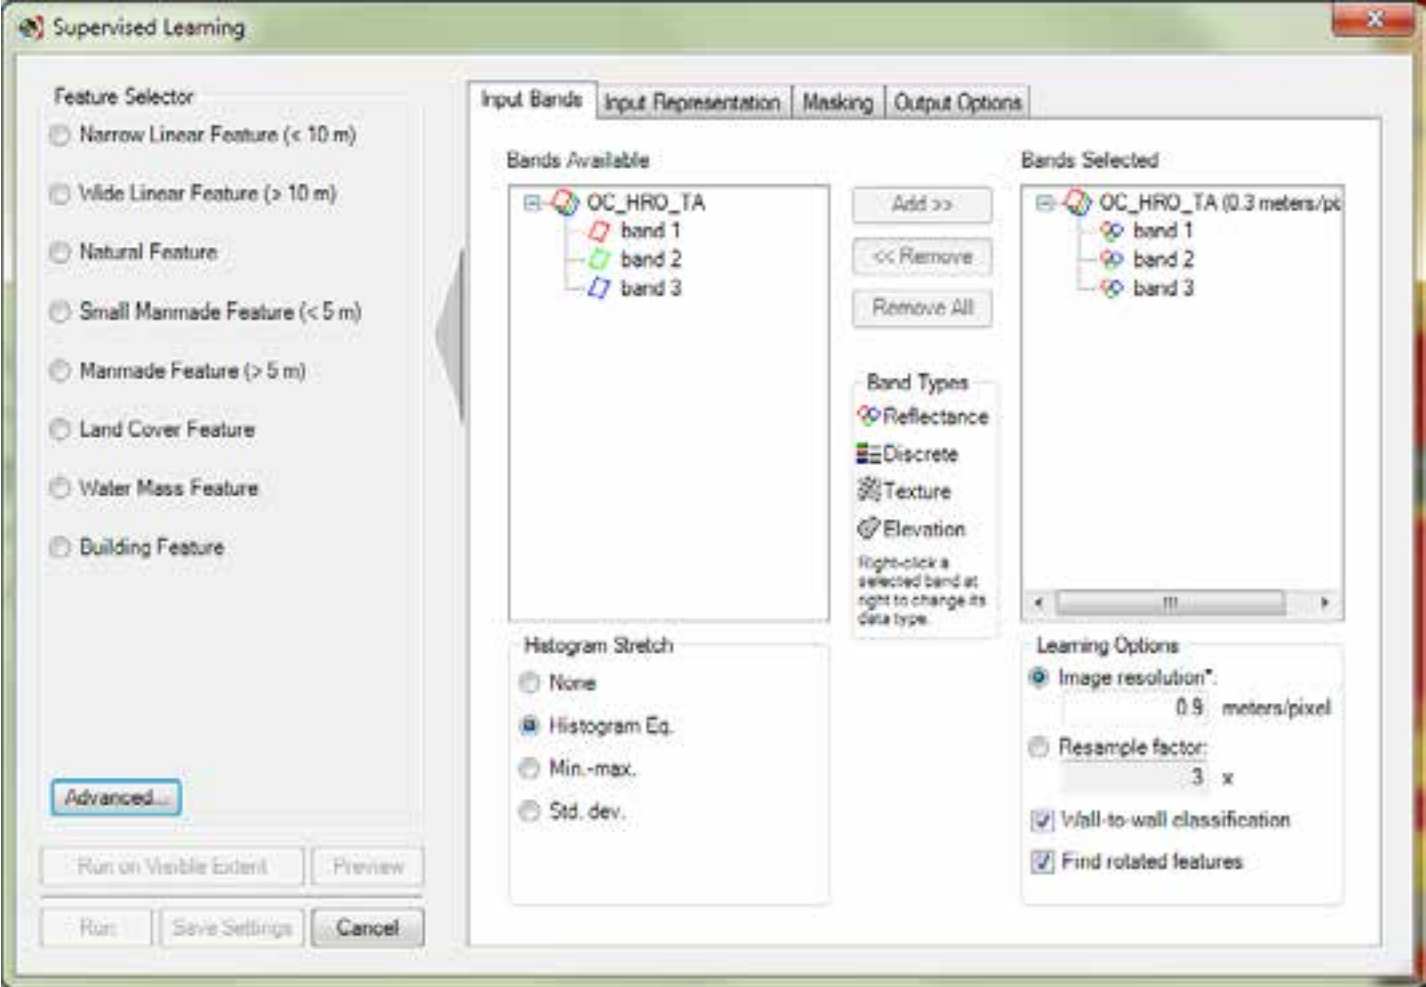 Supervised Learning
Feature Selector
Narrow Linear Feature (< 10 m)
Wide Linear Feature (> 10 m)
Natural Feature
Small Manmade Feature (< 5 m)
Manmade Feature (> 5 m)
Land Cover Feature
Water Mass Feature
Building Feature
Advanced...
Run on Visible Extent
Preview
Run
Save Settings
Cancel
Input Bands
Input Representation
Masking
Output Options
Bands Available
OC_HRO_TA
band 1
band 2
band 3
Add >>
<< Remove
Remove All
Band Types
Reflectance
Discrete
Texture
Elevation
Right-click a
selected band at
right to change its
data type.
Bands Selected
OC_HRO_TA (0.3 meters/pi
band 1
band 2
band 3
Histogram Stretch
None
Histogram Eq.
Min.-max.
Std. dev.
Learning Options
Image resolution*:
0.9 meters/pixel
Resample factor:
3 x
Wall-to-wall classification
Find rotated features